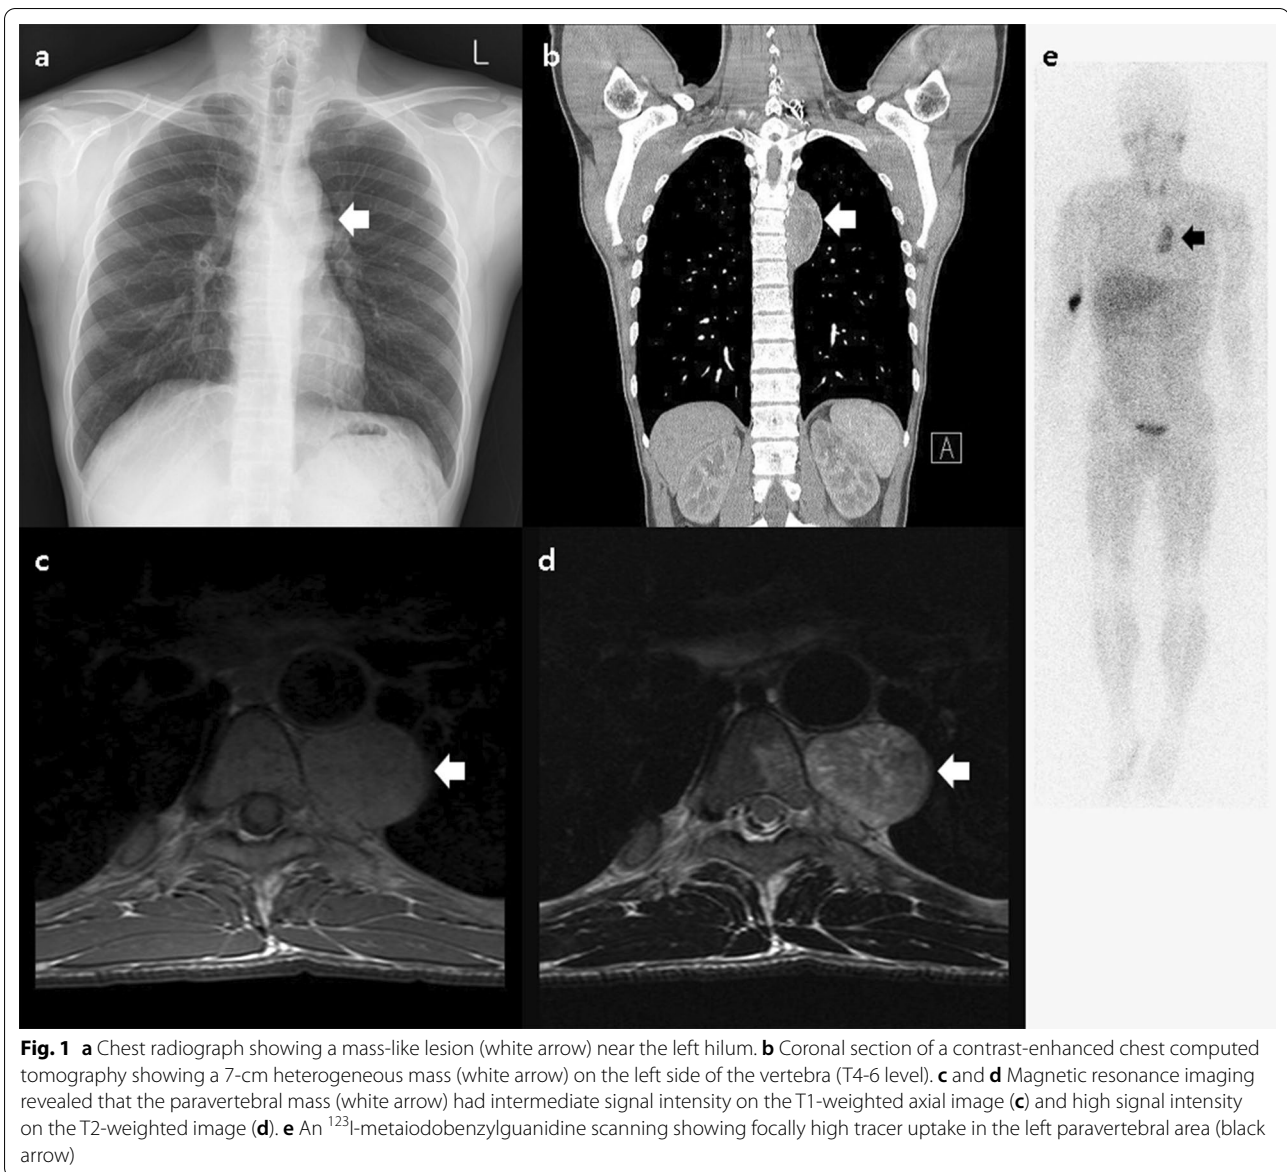 a
L
b
e
A
c
d
Fig. 1 a Chest radiograph showing a mass-like lesion (white arrow) near the left hilum. b Coronal section of a contrast-enhanced chest computed
tomography showing a 7-cm heterogeneous mass (white arrow) on the left side of the vertebra (T4-6 level). c and d Magnetic resonance imaging
revealed that the paravertebral mass (white arrow) had intermediate signal intensity on the T1-weighted axial image (c) and high signal intensity
on the T2-weighted image (d). e An ¹²³I-metaiodobenzylguanidine scanning showing focally high tracer uptake in the left paravertebral area (black
arrow)